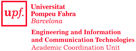 upf.
Universitat
Pompeu Fabra
Barcelona
Engineering and Information
and Communication Technologies
Academic Coordination Unit